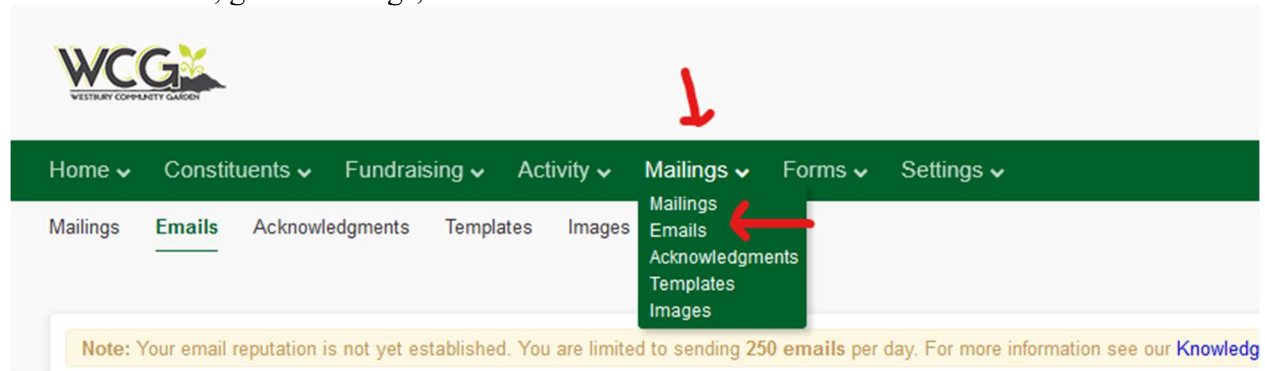 WCG
WESTBURY COMMUNITY GARDEN
Home Constituents Fundraising Activity Mailings Forms Settings
Mailings Emails Acknowledgments Templates Images
Mailings
Emails
Acknowledgments
Templates
Images
Note: Your email reputation is not yet established. You are limited to sending 250 emails per day. For more information see our Knowledg